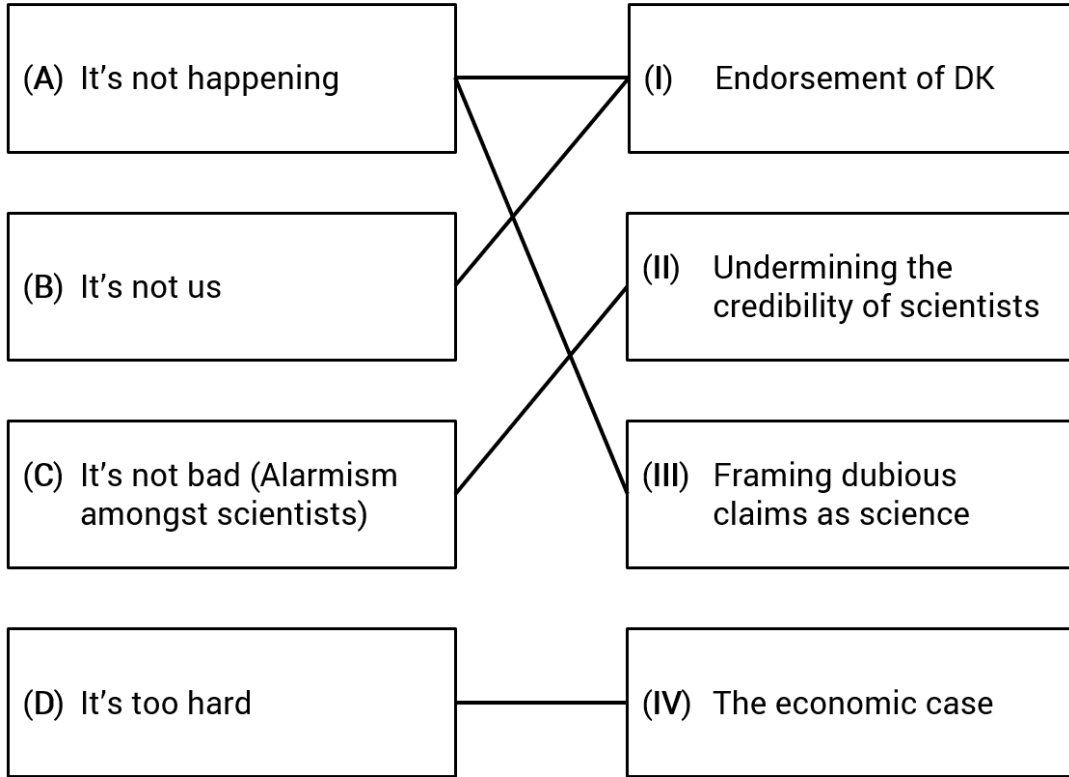 (A) It's not happening
(I) Endorsement of DK
(B) It's not us
(II) Undermining the
credibility of scientists
(C) It's not bad (Alarmism
amongst scientists)
(III) Framing dubious
claims as science
(D) It's too hard
(IV) The economic case